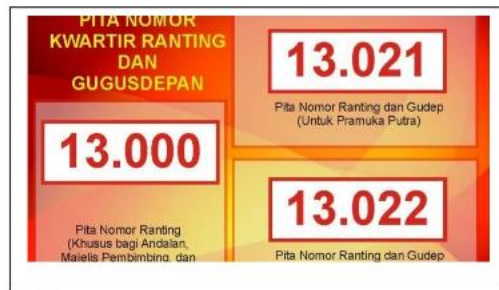 PITA NOMOR
KWARTIR RANTING
DAN
GUGUSDEPAN
13.000
Pita Nomor Ranting
(Khusus bagi Andalan,
Majelis Pembimbing, dan
13.021
Pita Nomor Ranting dan Gudep
(Untuk Pramuka Putra)
13.022
Pita Nomor Ranting dan Gudep